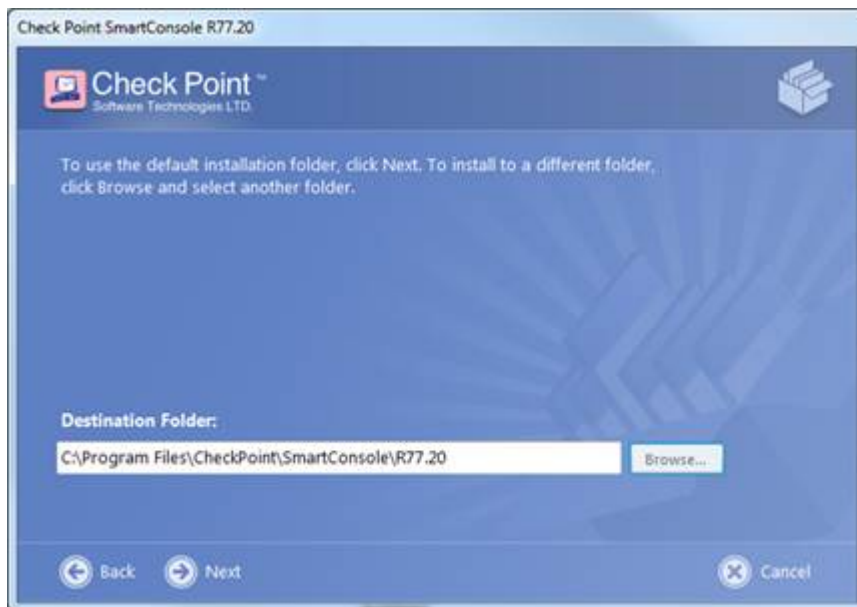 Check Point SmartConsole R77.20
Check Point ™
Software Technologies LTD.
To use the default installation folder, click Next. To install to a different folder,
click Browse and select another folder.
Destination Folder:
C:\Program Files\CheckPoint\SmartConsole\R77.20
Browse...
Back
Next
Cancel